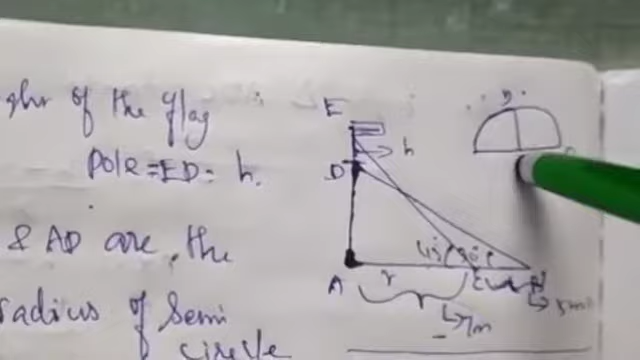 of the flag
Pole = ED = h.
& AD are the
radius of semi
circle
E
h
D
45° 30°
A
r
r
7m
D